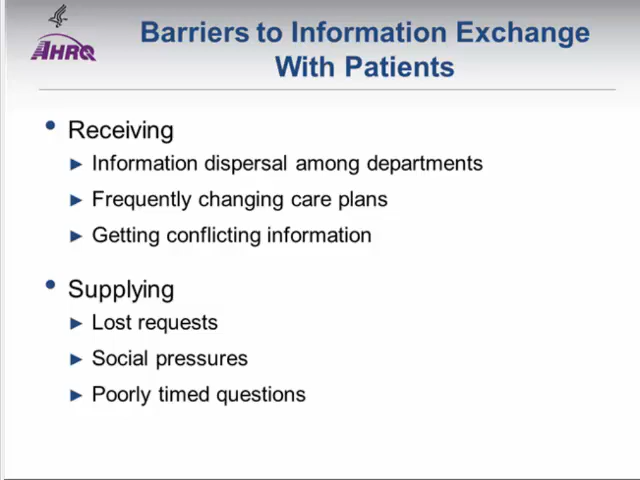 Barriers to Information Exchange
With Patients
AHRQ
• Receiving
► Information dispersal among departments
► Frequently changing care plans
► Getting conflicting information
• Supplying
► Lost requests
► Social pressures
► Poorly timed questions